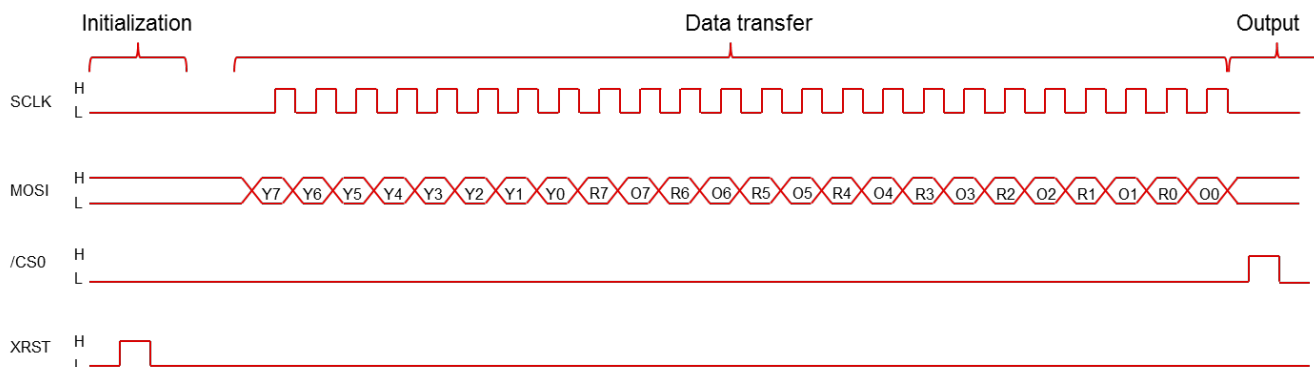 Initialization Data transfer Output
SCLK H
L
MOSI H
L
Y7 Y6 Y5 Y4 Y3 Y2 Y1 Y0 R7 O7 R6 O6 R5 O5 R4 O4 R3 O3 R2 O2 R1 O1 R0 O0
/CS0 H
L
XRST H
L